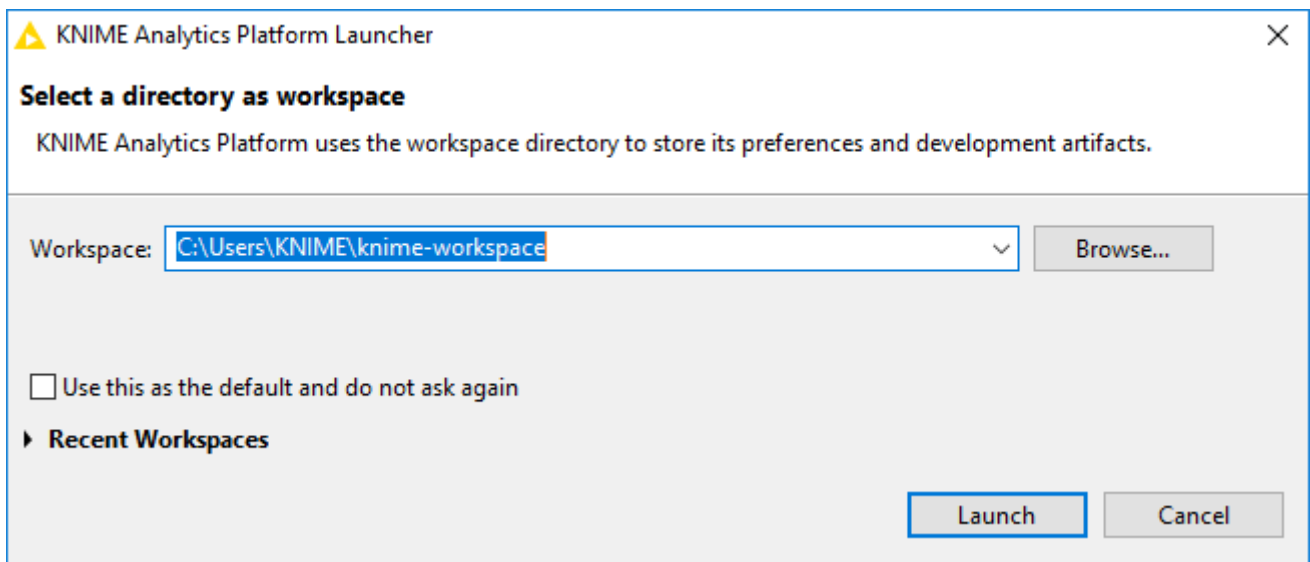 KNIME Analytics Platform Launcher
Select a directory as workspace
KNIME Analytics Platform uses the workspace directory to store its preferences and development artifacts.
Workspace: C:\Users\KNIME\knime-workspace Browse...
Use this as the default and do not ask again
Recent Workspaces
Launch Cancel